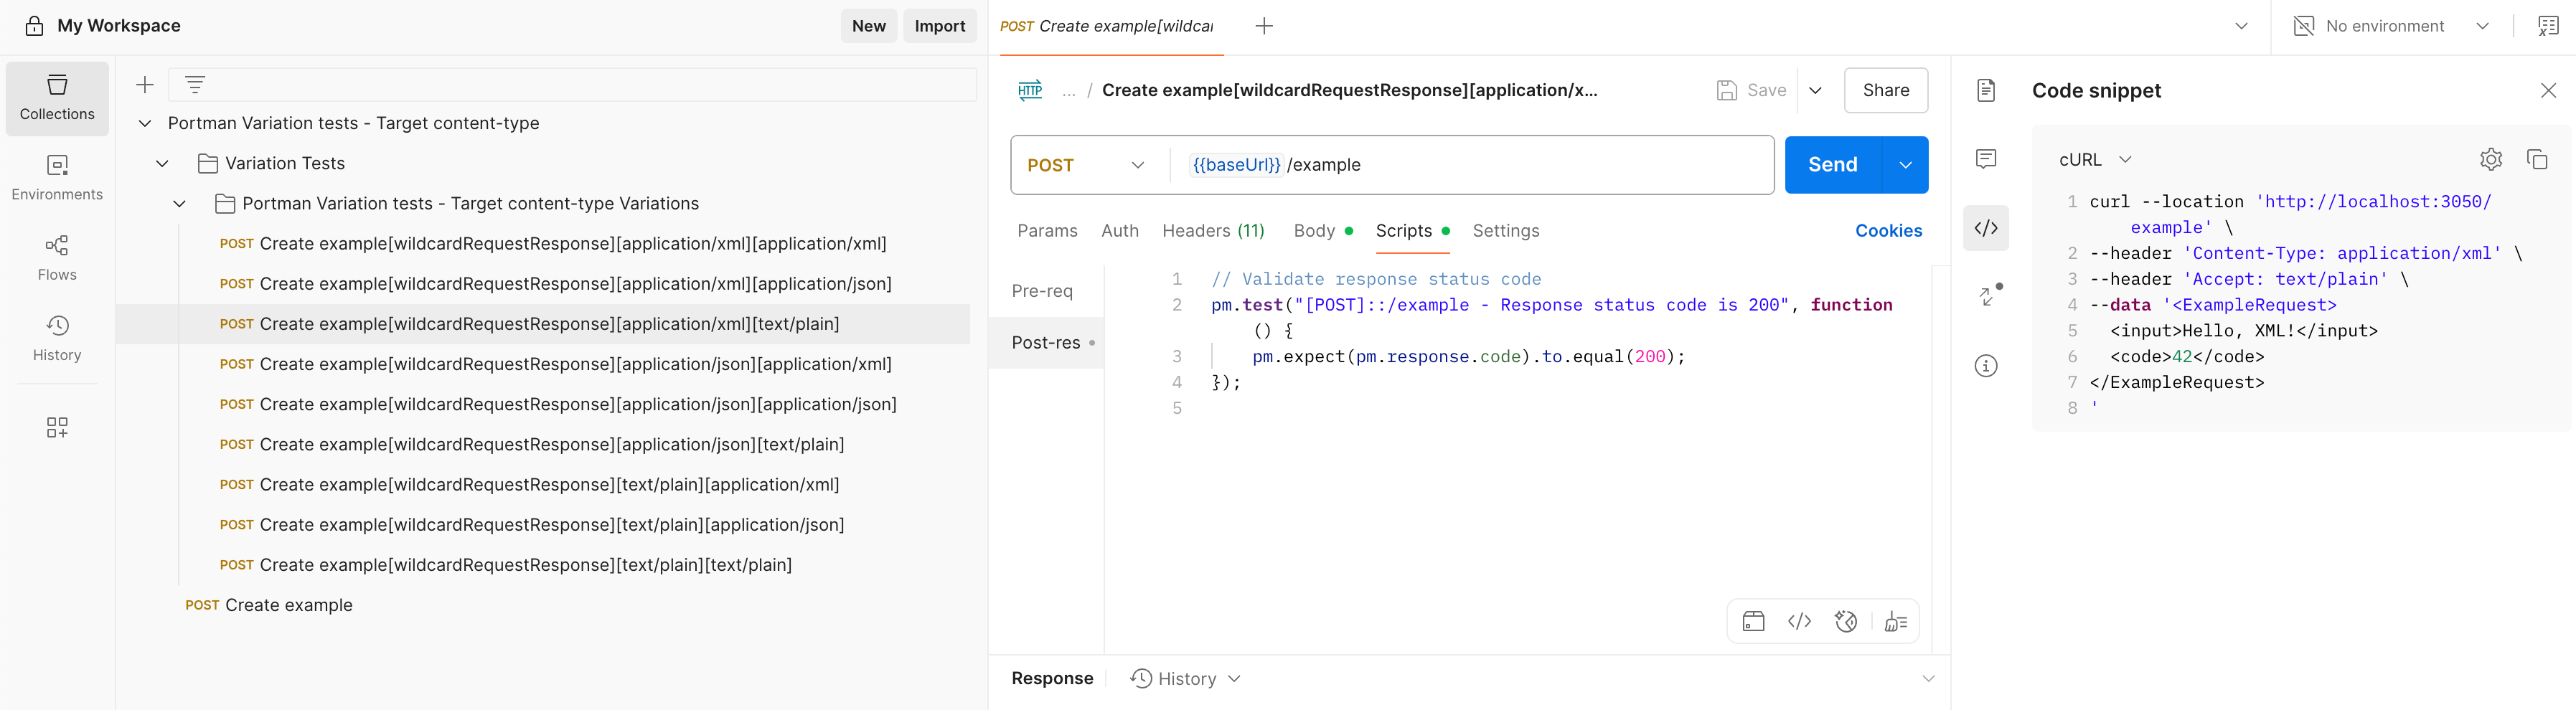 My Workspace
New
Import
Collections
Environments
Flows
History
Portman Variation tests - Target content-type
Variation Tests
Portman Variation tests - Target content-type Variations
POST Create example[wildcardRequestResponse][application/xml][application/xml]
POST Create example[wildcardRequestResponse][application/xml][application/json]
POST Create example[wildcardRequestResponse][application/xml][text/plain]
POST Create example[wildcardRequestResponse][application/json][application/xml]
POST Create example[wildcardRequestResponse][application/json][application/json]
POST Create example[wildcardRequestResponse][application/json][text/plain]
POST Create example[wildcardRequestResponse][text/plain][application/xml]
POST Create example[wildcardRequestResponse][text/plain][application/json]
POST Create example[wildcardRequestResponse][text/plain][text/plain]
POST Create example
POST Create example[wildcar
No environment
HTTP ... / Create example[wildcardRequestResponse][application/x...
Save
Share
POST
{{baseUrl}}/example
Send
Params Auth Headers (11) Body Scripts Settings
Cookies
Pre-req
Post-res
1 // Validate response status code
2 pm.test("[POST]::/example - Response status code is 200", function
() {
3 pm.expect(pm.response.code).to.equal(200);
4 });
5
Response
History
Code snippet
cURL
1 curl --location 'http://localhost:3050/
example' \
2 --header 'Content-Type: application/xml' \
3 --header 'Accept: text/plain' \
4 --data '<ExampleRequest>
5 <input>Hello, XML!</input>
6 <code>42</code>
7 </ExampleRequest>
8 '